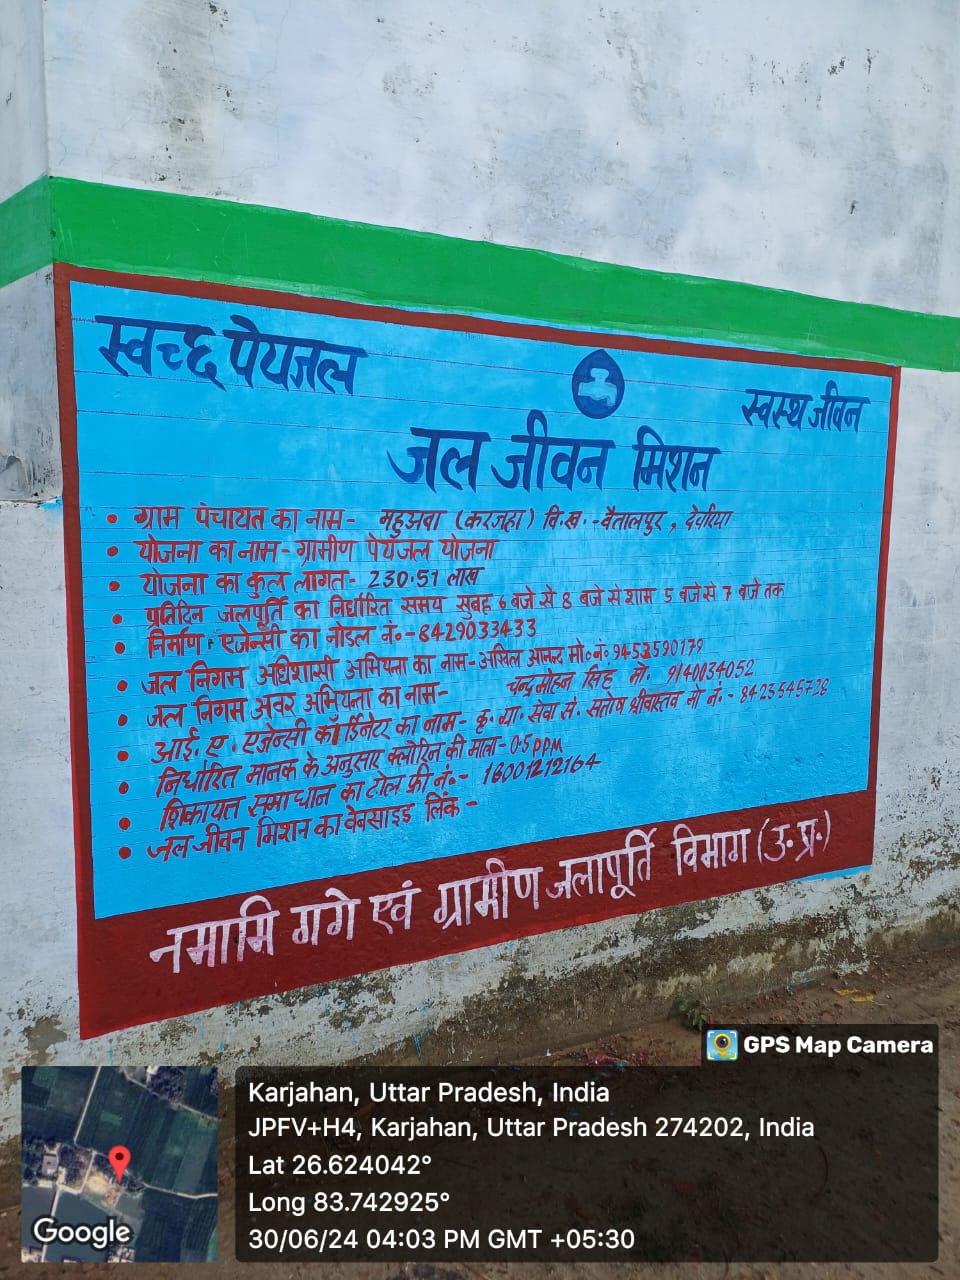 स्वच्छ पेयजल
स्वस्थ जीवन
जल जीवन मिशन
• ग्राम पंचायत का नाम- महुअवा (करजहा) वि.ख.-बैतालपुर, देवरिया
• योजना का नाम-ग्रामीण पेयजल योजना
• योजना का कुल लागत- 230.51 लाख
• प्रतिदिन जलपूर्ति का निर्धारित समय सुबह 6 बजे से 8 बजे से शाम 5 बजे से 7 बजे तक
• निर्माण एजेन्सी का नोडल नं०-8429033433
• जल निगम अधिशासी अभियन्ता का नाम-अखिल आनन्द मो०नं०9453590179
• जल निगम अवर अभियन्ता का नाम- चन्द्रमोहन सिंह मो. 9140034052
• आई.ए. एजेन्सी कॉर्डिनेटर का नाम- कृ.ग्रा. सेवा सं. संतोष श्रीवास्तव मो नं.-8423545728
• निर्धारित मानक के अनुसार क्लोरिन की मात्रा-0.5 PPM
• शिकायत समाधान का टोल फ्री नं०- 18001212164
• जल जीवन मिशन का वेबसाइड लिंक-
नमामि गगे एवं ग्रामीण जलापूर्ति विभाग (उ.प्र.)
GPS Map Camera
Karjahan, Uttar Pradesh, India
JPFV+H4, Karjahan, Uttar Pradesh 274202, India
Lat 26.624042°
Long 83.742925°
30/06/24 04:03 PM GMT +05:30
Google